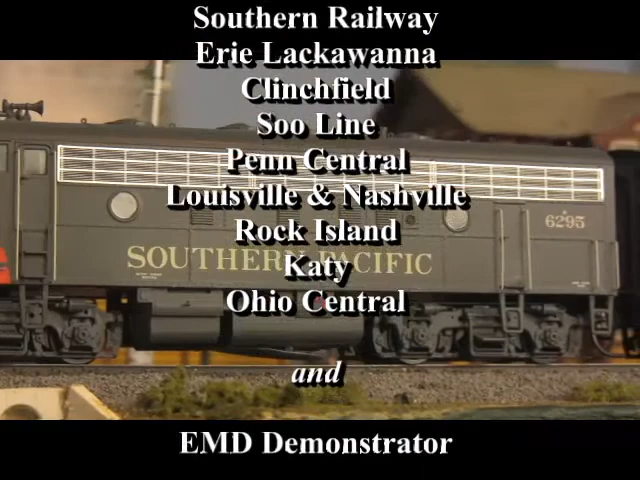 Southern Railway
Erie Lackawanna
Clinchfield
Soo Line
Penn Central
Louisville & Nashville
Rock Island
6295
SOUTHERN PACIFIC
Katy
Ohio Central
and
EMD Demonstrator